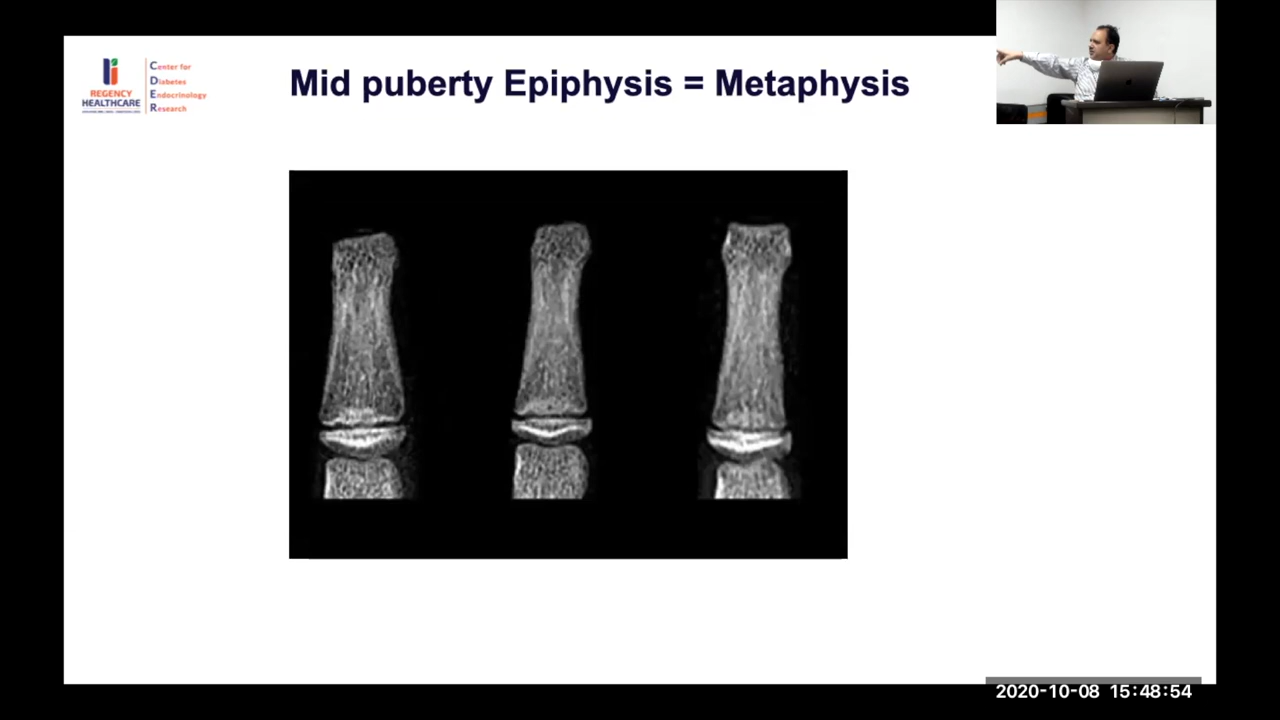 Mid puberty Epiphysis = Metaphysis
REGENCY
HEALTHCARE
Center for
Diabetes
Endocrinology
Research
2020-10-08 15:48:54